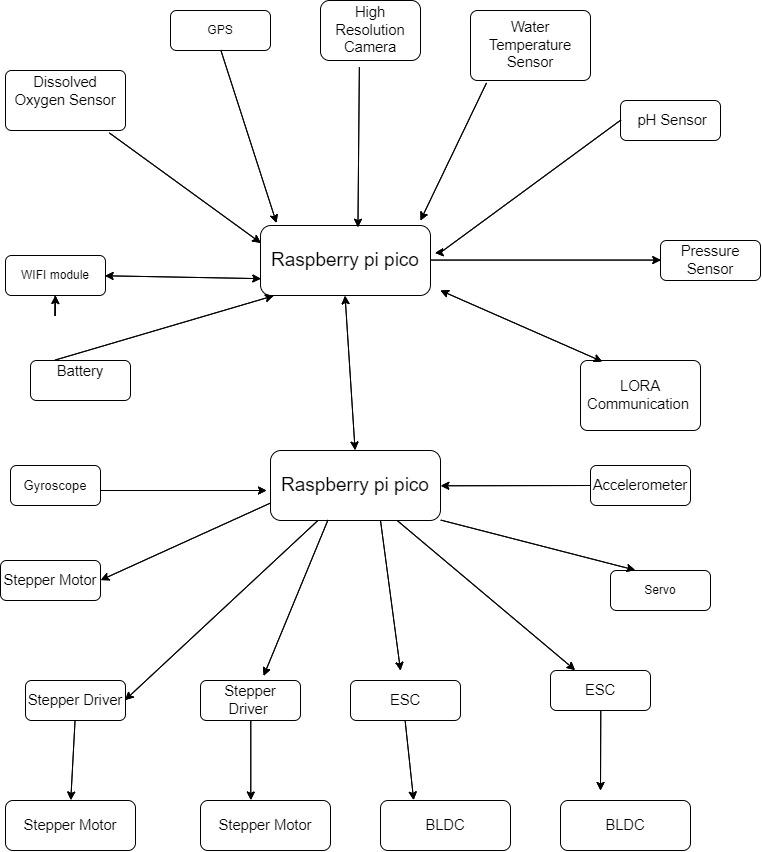 GPS
High
Resolution
Camera
Water
Temperature
Sensor
Dissolved
Oxygen Sensor
pH Sensor
Raspberry pi pico
WIFI module
Pressure
Sensor
Battery
LORA
Communication
Gyroscope
Raspberry pi pico
Accelerometer
Stepper Motor
Servo
Stepper Driver
Stepper
Driver
ESC
ESC
Stepper Motor
Stepper Motor
BLDC
BLDC